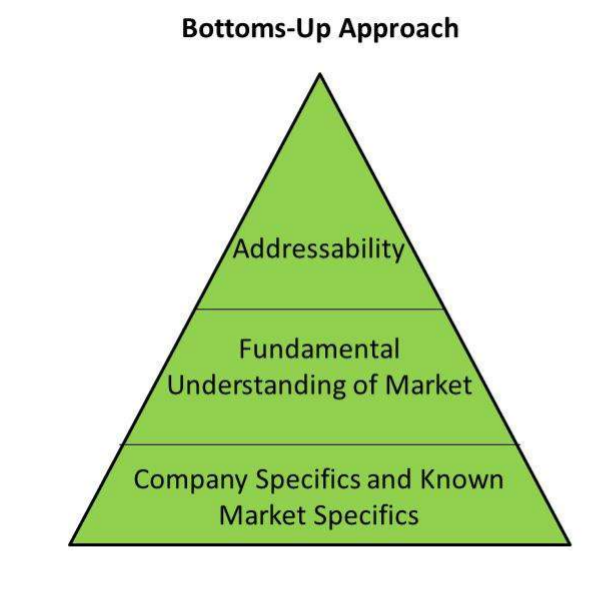 Bottoms-Up Approach
Addressability
Fundamental
Understanding of Market
Company Specifics and Known
Market Specifics